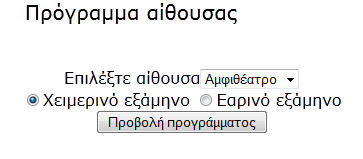 Πρόγραμμα αίθουσας
Επιλέξτε αίθουσα Αμφιθέατρο
Χειμερινό εξάμηνο Εαρινό εξάμηνο
Προβολή προγράμματος